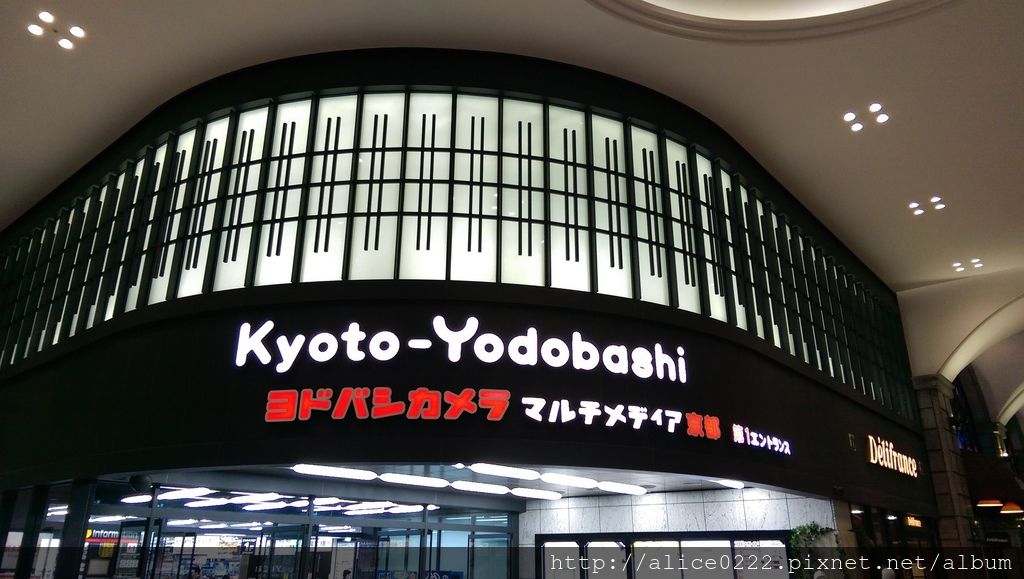 Kyoto-Yodobashi
ヨドバシカメラ マルチメディア京都 第1エントランス
Délifrance
Inform
http://alice0222.pixnet.net/album